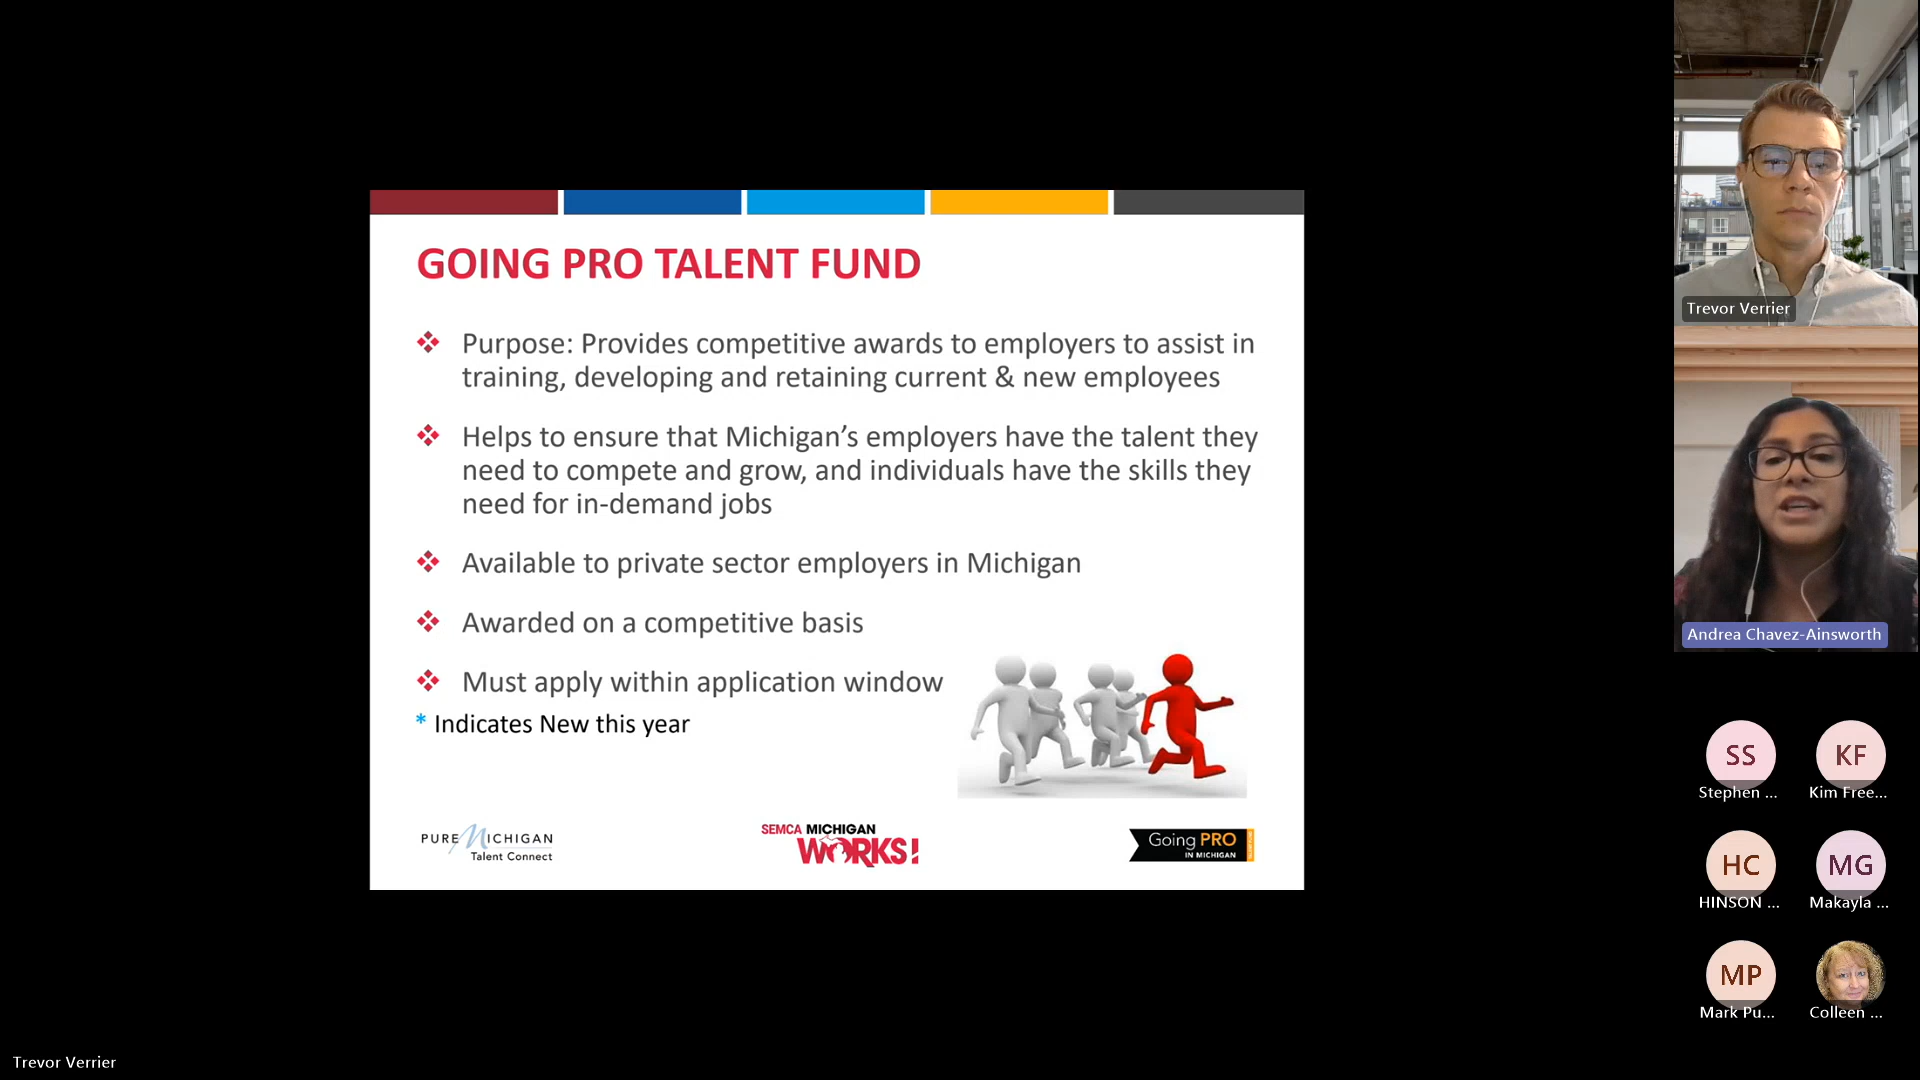 GOING PRO TALENT FUND
❖ Purpose: Provides competitive awards to employers to assist in
training, developing and retaining current & new employees
❖ Helps to ensure that Michigan’s employers have the talent they
need to compete and grow, and individuals have the skills they
need for in-demand jobs
❖ Available to private sector employers in Michigan
❖ Awarded on a competitive basis
❖ Must apply within application window
* Indicates New this year
PURE MICHIGAN
Talent Connect
SEMCA MICHIGAN
WORKS!
Going PRO
IN MICHIGAN
Trevor Verrier
Andrea Chavez-Ainsworth
SS
Stephen ...
KF
Kim Free...
HC
HINSON ...
MG
Makayla ...
MP
Mark Pu...
Colleen ...
Trevor Verrier